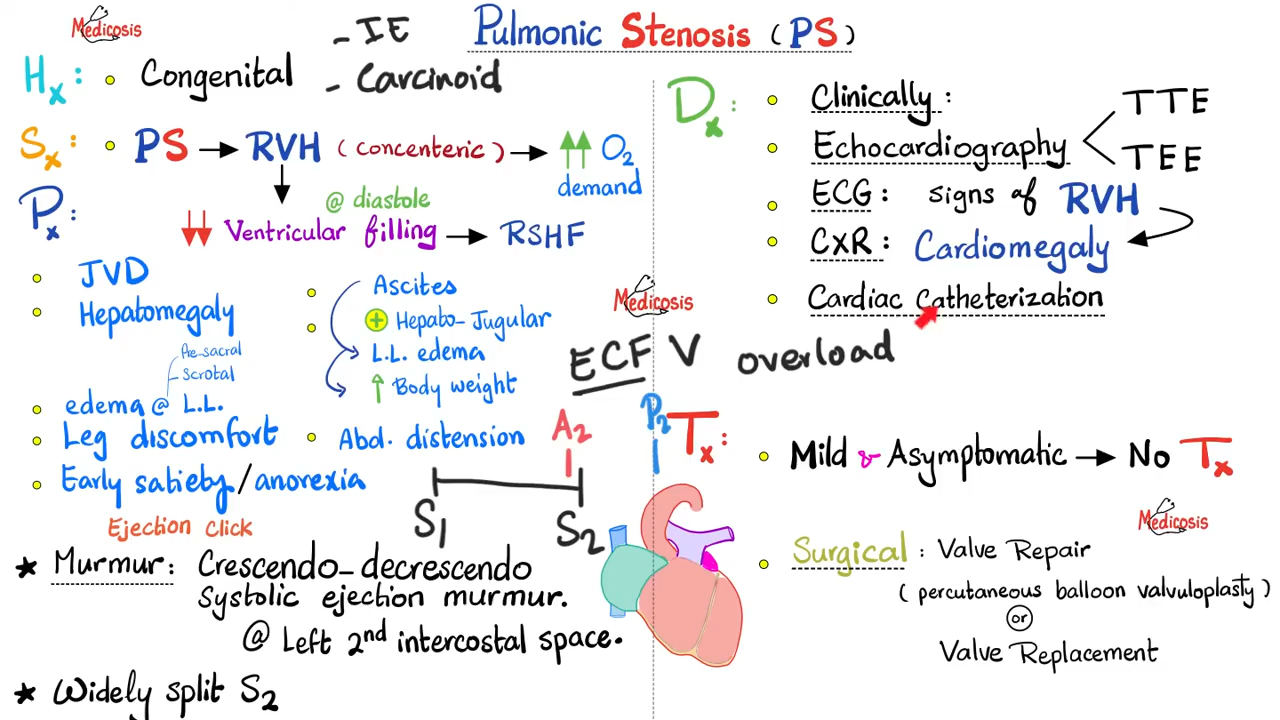 Medicosis
- IE
Pulmonic Stenosis (PS)
Hx: • Congenital
- Carcinoid
Sx: • PS → RVH (concenteric) → ↑↑ O2
demand
Px:
@ diastole
↓↓ Ventricular filling → RSHF
• JVD
• Hepatomegaly
Pre-sacral
Scrotal
• edema @ L.L.
• Leg discomfort
• Early satiety/anorexia
• Ascites
• + Hepato-Jugular
L.L. edema
↑ Body weight
• Abd. distension
Ejection Click
★ Murmur: Crescendo-decrescendo
Systolic ejection murmur.
@ Left 2nd intercostal space.
★ Widely split S2
A2
P2
S1
S2
Dx: • Clinically:
• Echocardiography
TTE
TEE
• ECG: signs of RVH
• CXR: Cardiomegaly
• Cardiac Catheterization
Medicosis
ECF V overload
Tx:
• Mild & Asymptomatic → No Tx
Medicosis
• Surgical: Valve Repair
(percutaneous balloon valvuloplasty)
or
Valve Replacement